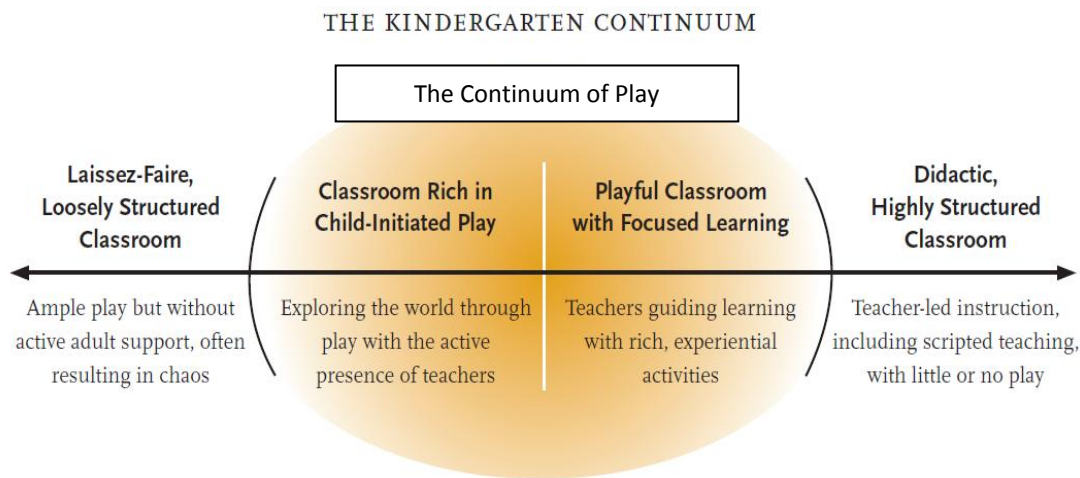 THE KINDERGARTEN CONTINUUM
The Continuum of Play
Laissez-Faire,
Loosely Structured
Classroom
Classroom Rich in
Child-Initiated Play
Playful Classroom
with Focused Learning
Didactic,
Highly Structured
Classroom
Ample play but without
active adult support, often
resulting in chaos
Exploring the world through
play with the active
presence of teachers
Teachers guiding learning
with rich, experiential
activities
Teacher-led instruction,
including scripted teaching,
with little or no play